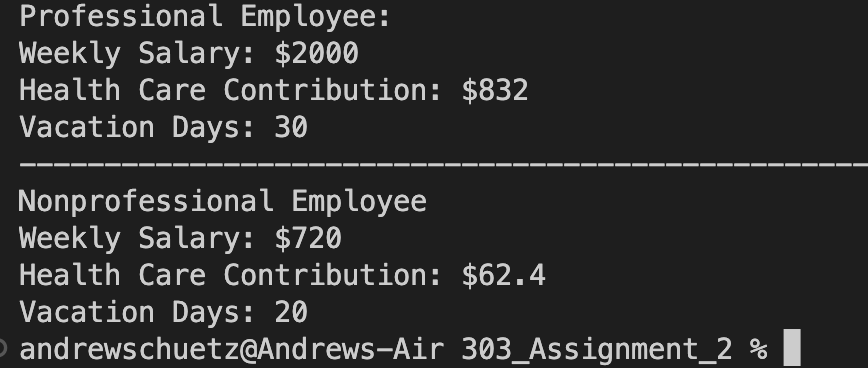 Professional Employee:
Weekly Salary: $2000
Health Care Contribution: $832
Vacation Days: 30
--------------------------------------------------
Nonprofessional Employee
Weekly Salary: $720
Health Care Contribution: $62.4
Vacation Days: 20
andrewschuetz@Andrews-Air 303_Assignment_2 %